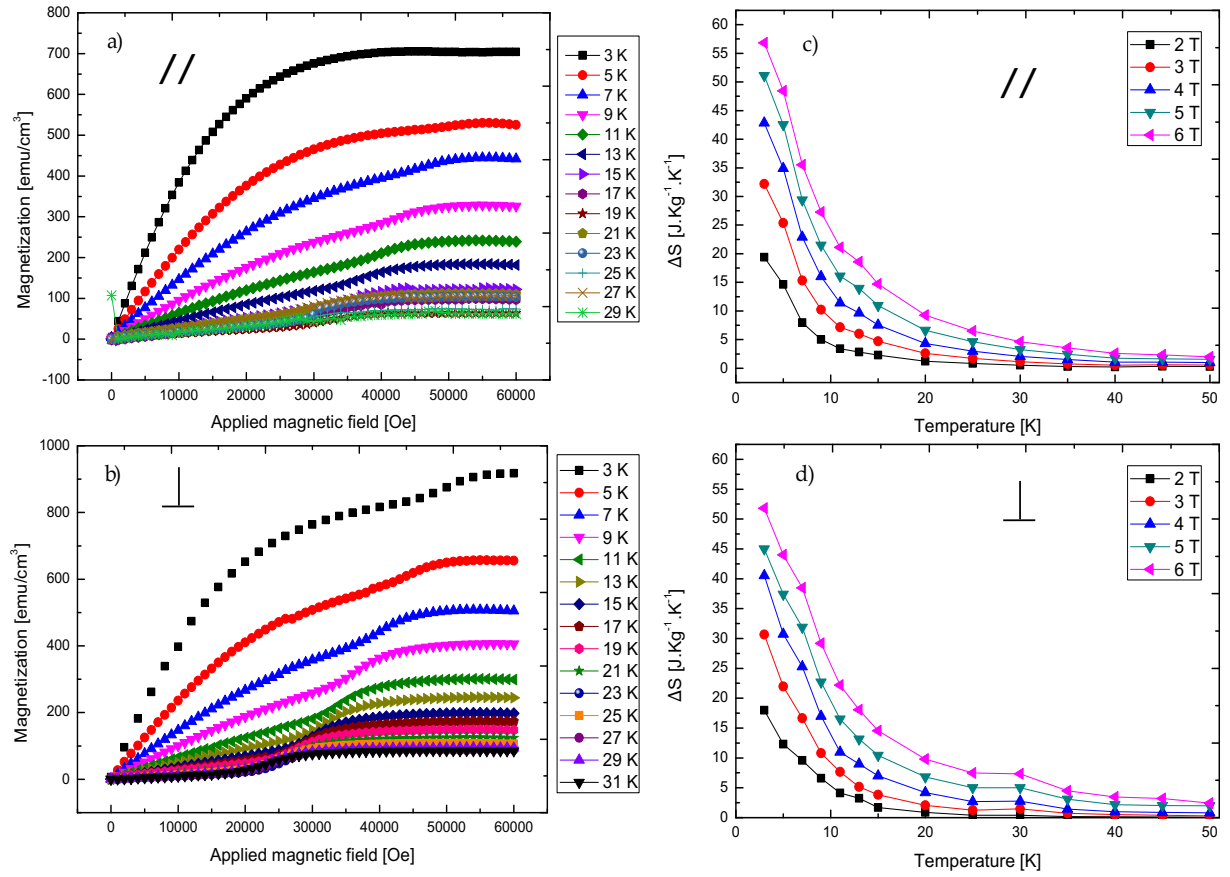 a)
//
Magnetization [emu/cm³]
800
700
600
500
400
300
200
100
0
-100
0
10000
20000
30000
40000
50000
60000
Applied magnetic field [Oe]
3 K
5 K
7 K
9 K
11 K
13 K
15 K
17 K
19 K
21 K
23 K
25 K
27 K
29 K
c)
//
ΔS [J.Kg⁻¹.K⁻¹]
60
55
50
45
40
35
30
25
20
15
10
5
0
0
10
20
30
40
50
Temperature [K]
2 T
3 T
4 T
5 T
6 T
b)
⊥
Magnetization [emu/cm³]
1000
800
600
400
200
0
0
10000
20000
30000
40000
50000
60000
Applied magnetic field [Oe]
3 K
5 K
7 K
9 K
11 K
13 K
15 K
17 K
19 K
21 K
23 K
25 K
27 K
29 K
31 K
d)
⊥
ΔS [J.Kg⁻¹.K⁻¹]
60
55
50
45
40
35
30
25
20
15
10
5
0
0
10
20
30
40
50
Temperature [K]
2 T
3 T
4 T
5 T
6 T